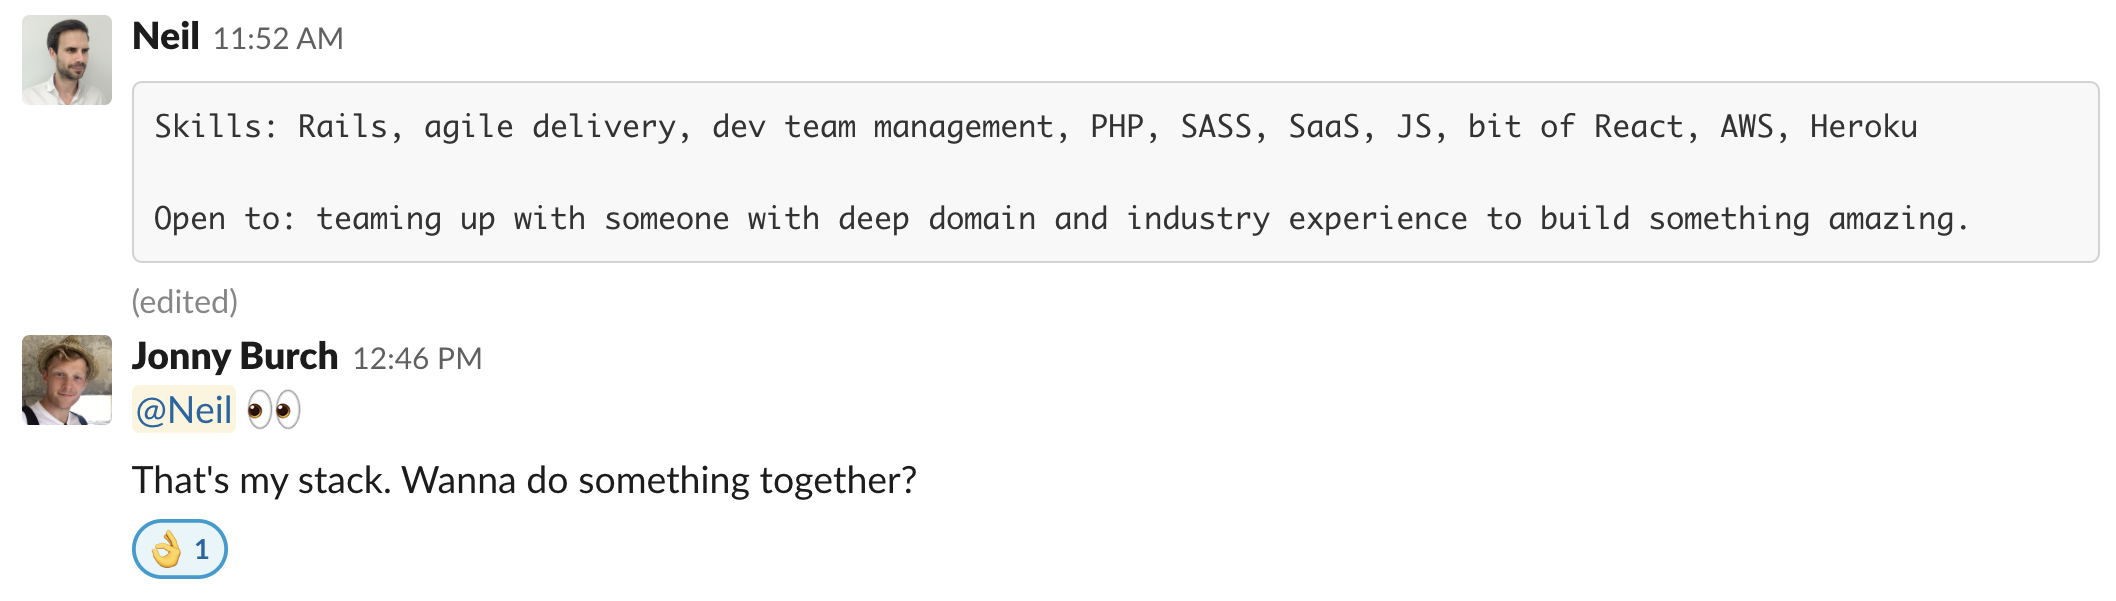 Neil 11:52 AM
Skills: Rails, agile delivery, dev team management, PHP, SASS, SaaS, JS, bit of React, AWS, Heroku
Open to: teaming up with someone with deep domain and industry experience to build something amazing.
(edited)
Jonny Burch 12:46 PM
@Neil 👀
That's my stack. Wanna do something together?
👌 1